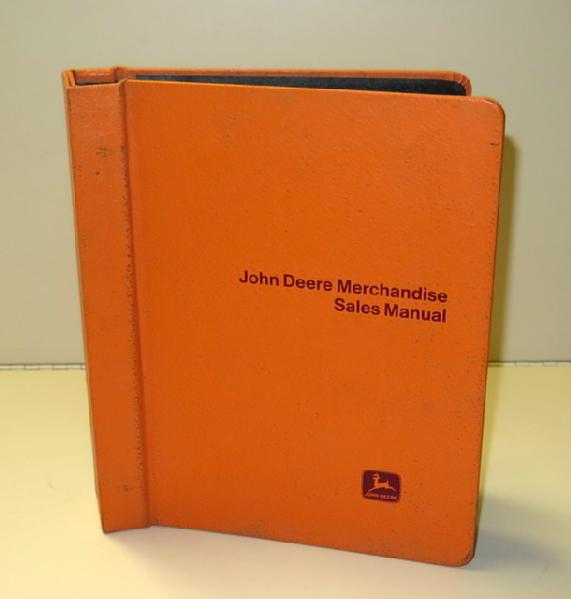 John Deere Merchandise
Sales Manual
JOHN DEERE